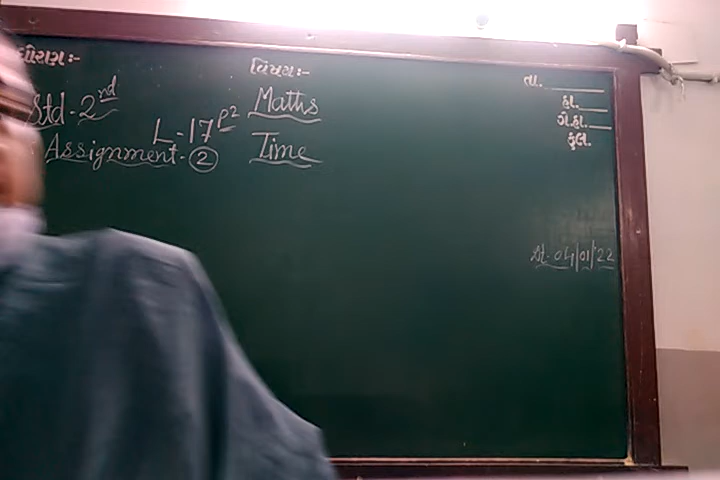 ધોરણ:-
વિષય:-
તા.
Std - 2nd
Maths
હા.
L - 17 P2
ગે.હા.
Assignment - 2
Time
કુલ.
Dt. 04/01/22